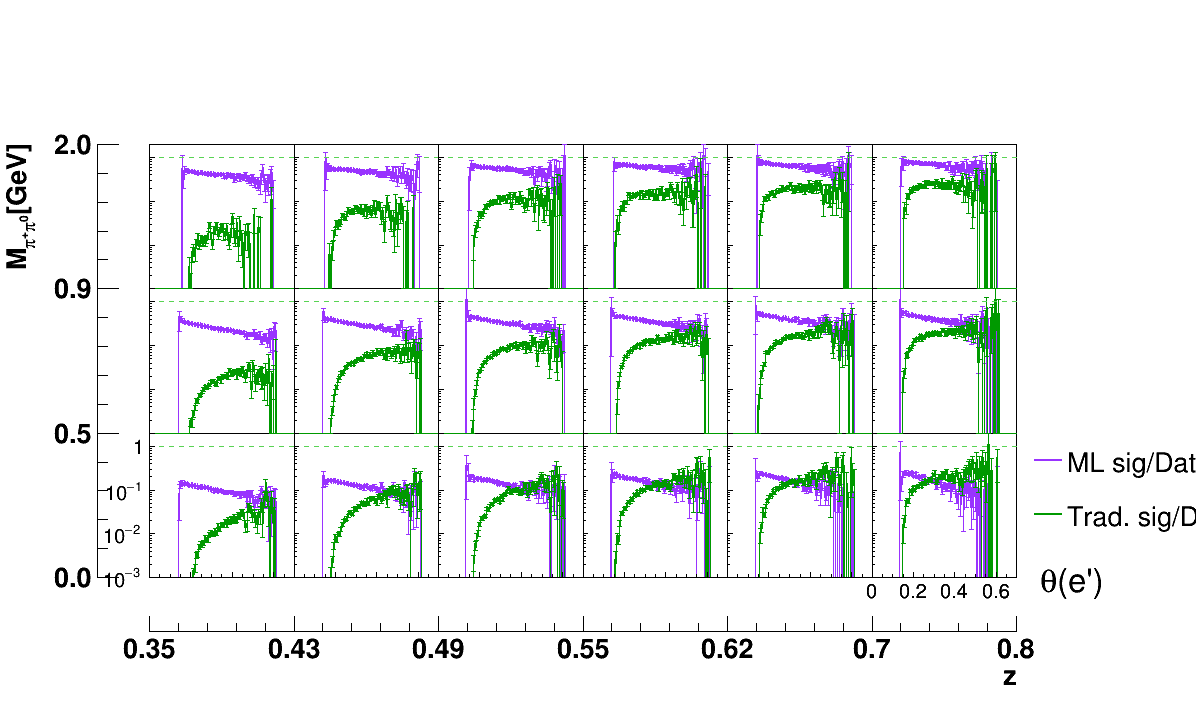 2.0
M_{π⁺π⁰}[GeV]
0.9
0.5
1
10⁻¹
ML sig/Dat
10⁻²
Trad. sig/D
0.0
10⁻³
θ(e')
0 0.2 0.4 0.6
0.35 0.43 0.49 0.55 0.62 0.7 0.8
z